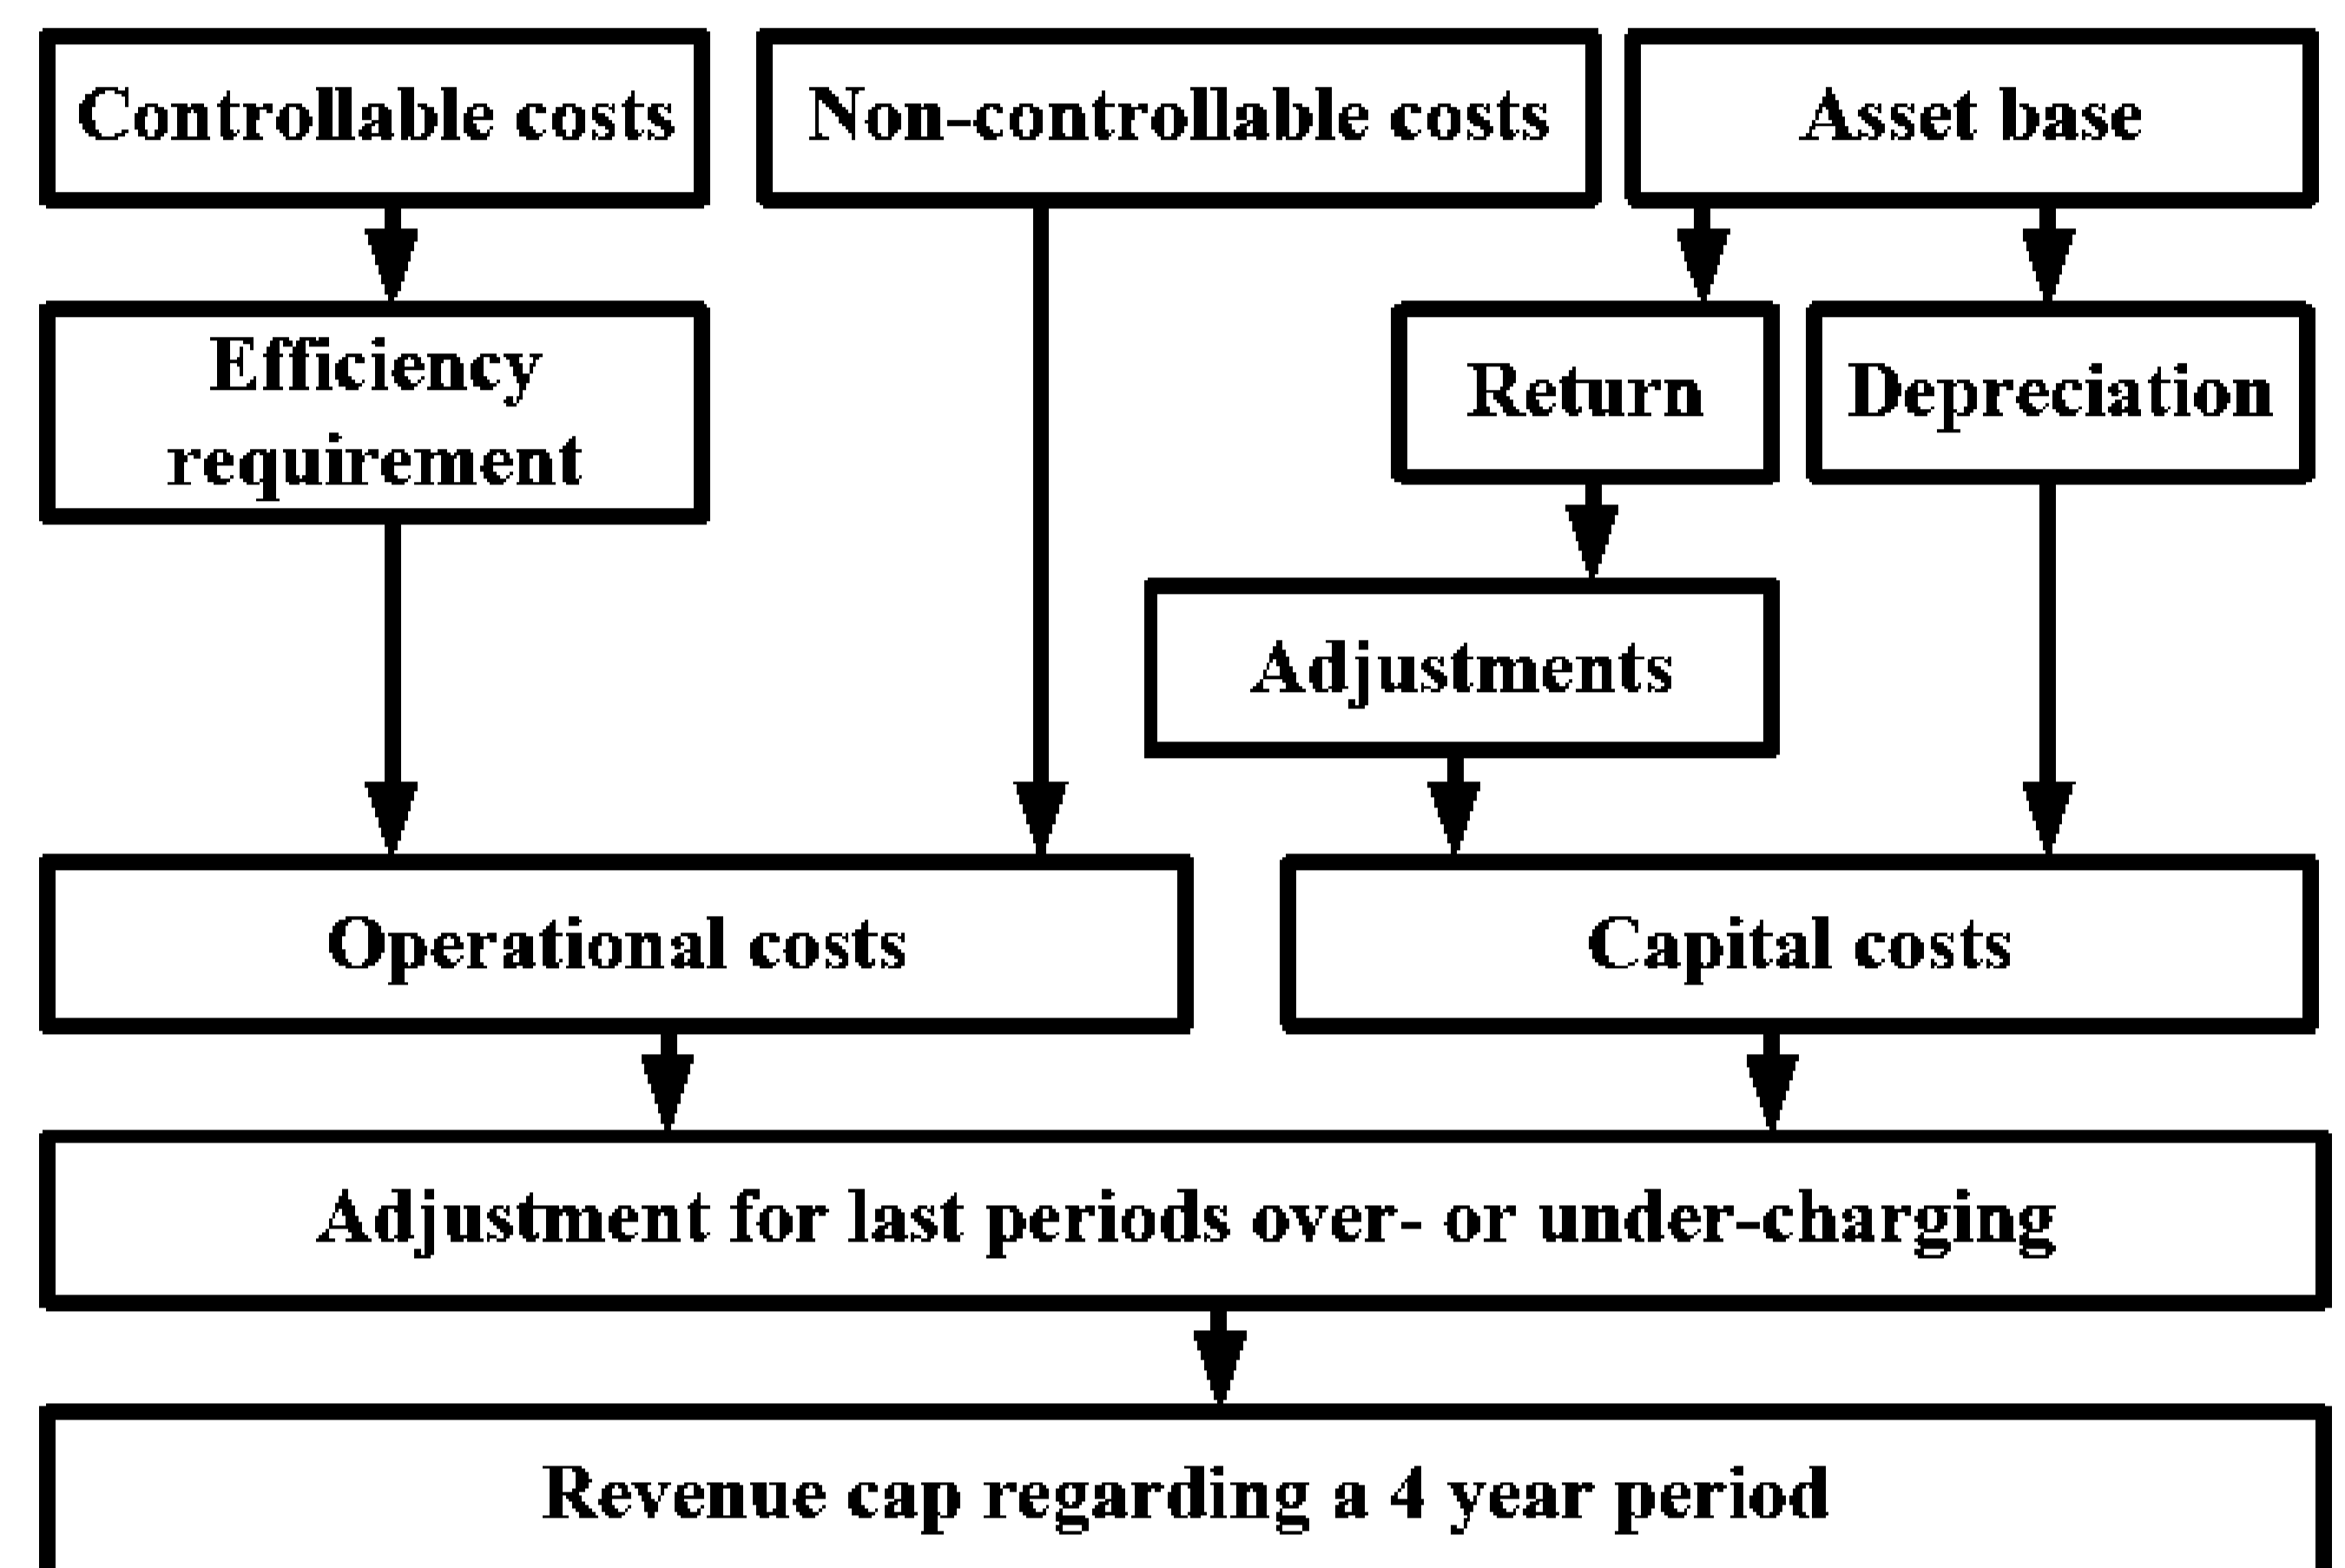 Controllable costs
Non-controllable costs
Asset base
Efficiency
requirement
Return
Depreciation
Adjustments
Operational costs
Capital costs
Adjustment for last periods over- or under-charging
Revenue cap regarding a 4 year period